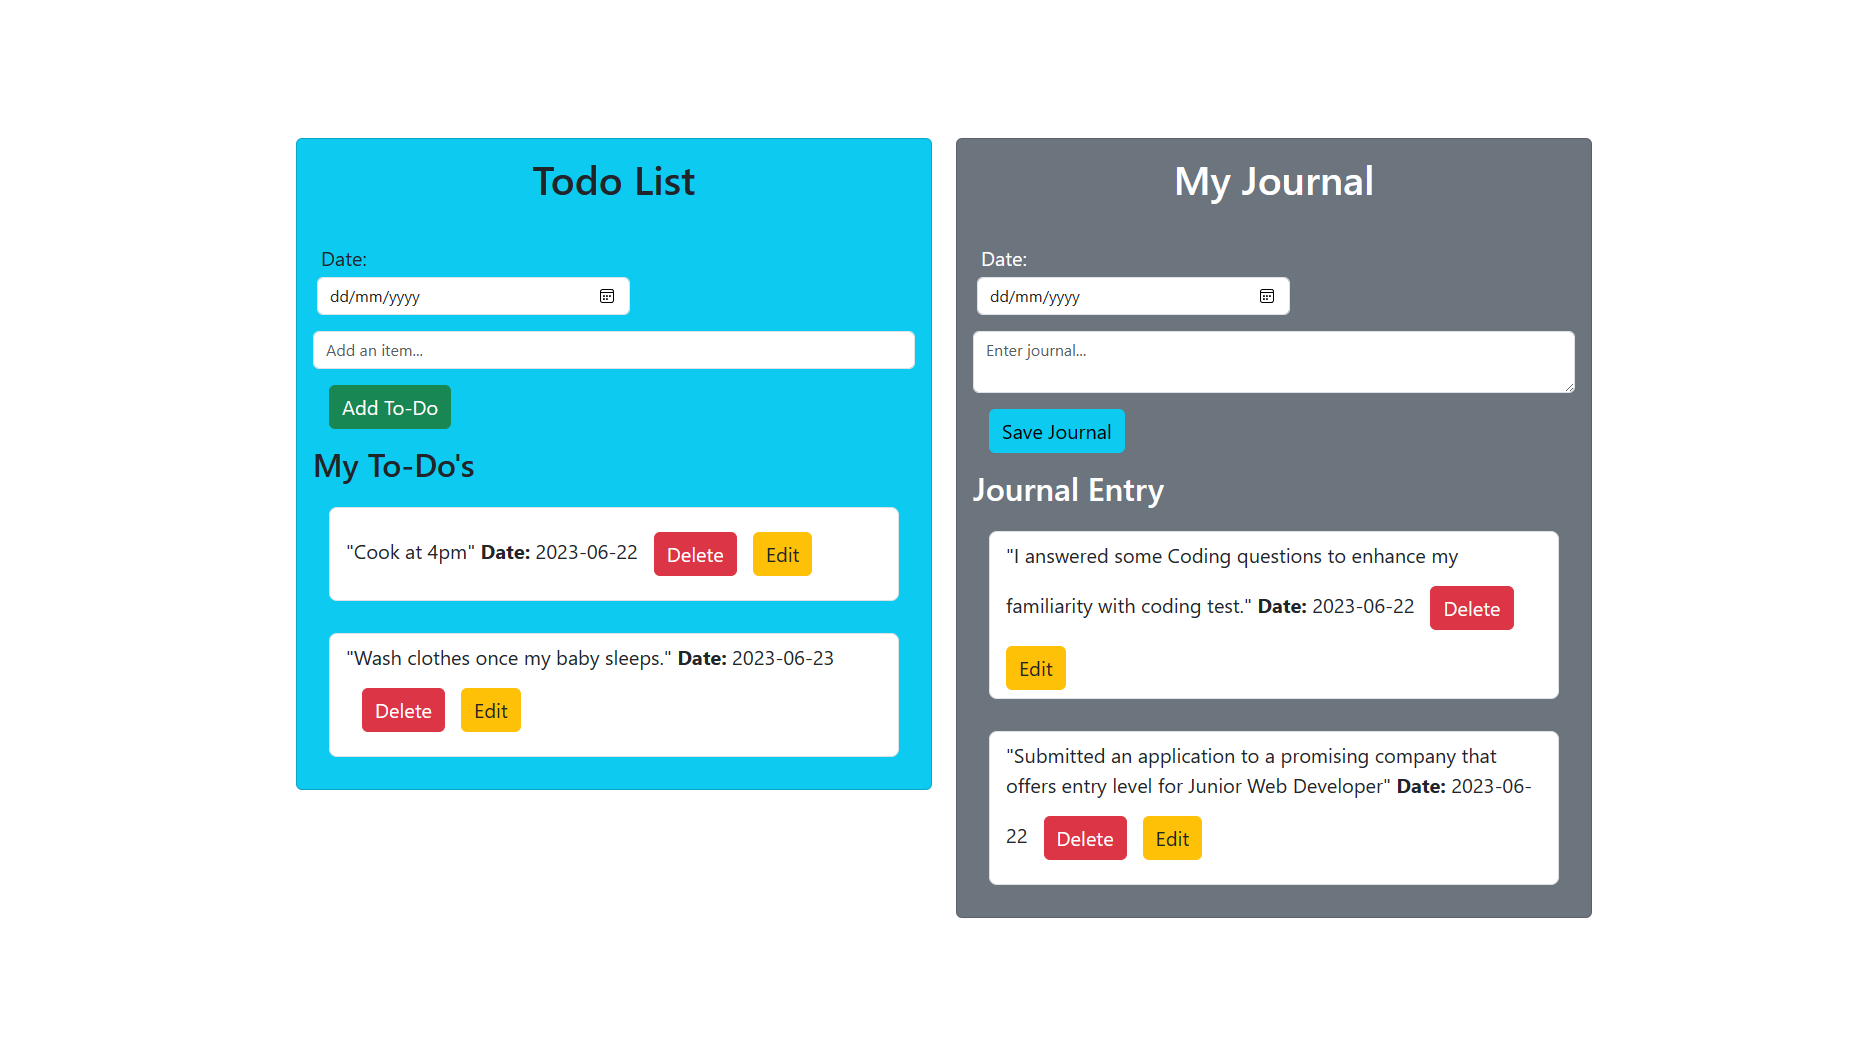 Todo List
Date:
dd/mm/yyyy
Add an item...
Add To-Do
My To-Do's
"Cook at 4pm" Date: 2023-06-22 Delete Edit
"Wash clothes once my baby sleeps." Date: 2023-06-23
Delete Edit
My Journal
Date:
dd/mm/yyyy
Enter journal...
Save Journal
Journal Entry
"I answered some Coding questions to enhance my
familiarity with coding test." Date: 2023-06-22 Delete
Edit
"Submitted an application to a promising company that
offers entry level for Junior Web Developer" Date: 2023-06-
22 Delete Edit